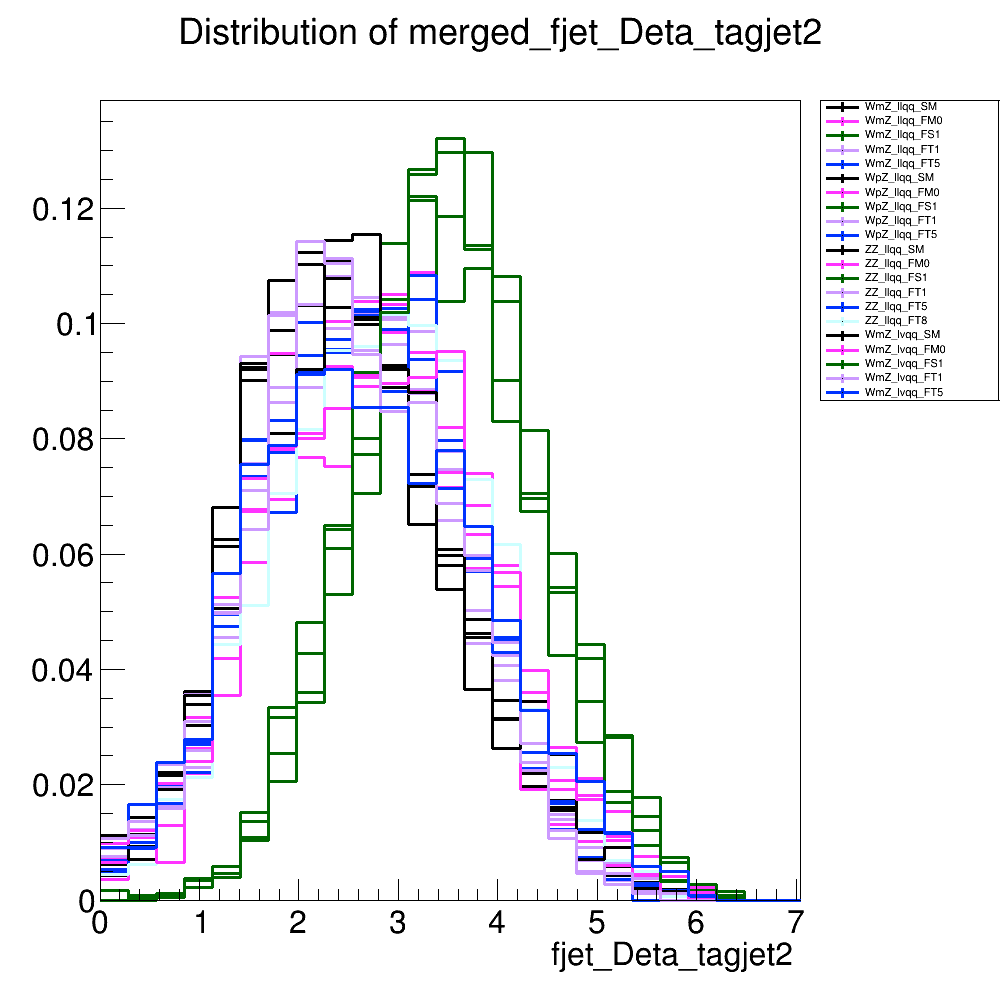 Distribution of merged_fjet_Deta_tagjet2
WmZ_llqq_SM
WmZ_llqq_FM0
WmZ_llqq_FS1
WmZ_llqq_FT1
WmZ_llqq_FT5
WpZ_llqq_SM
WpZ_llqq_FM0
WpZ_llqq_FS1
WpZ_llqq_FT1
WpZ_llqq_FT5
ZZ_llqq_SM
ZZ_llqq_FM0
ZZ_llqq_FS1
ZZ_llqq_FT1
ZZ_llqq_FT5
ZZ_llqq_FT8
WmZ_lvqq_SM
WmZ_lvqq_FM0
WmZ_lvqq_FS1
WmZ_lvqq_FT1
WmZ_lvqq_FT5
0.12
0.1
0.08
0.06
0.04
0.02
0
0 1 2 3 4 5 6 7
fjet_Deta_tagjet2